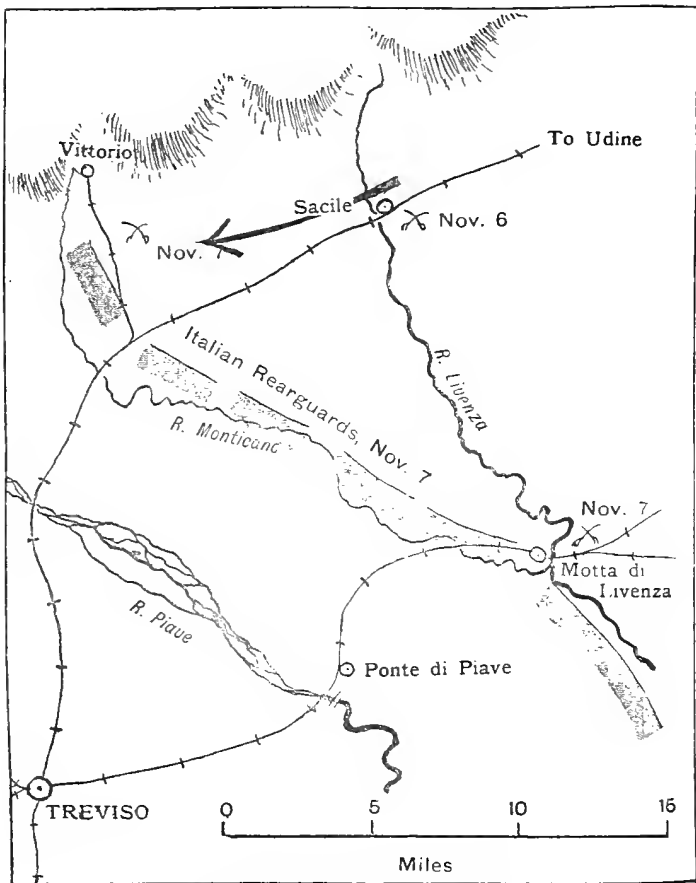 To Udine
Vittorio
Sacile
Nov. 6
Nov. 7
R. Livenza
Italian Rearguards, Nov. 7
R. Monticano
Nov. 7
Motta di
Livenza
R. Piave
Ponte di Piave
TREVISO
0 5 10 15
Miles